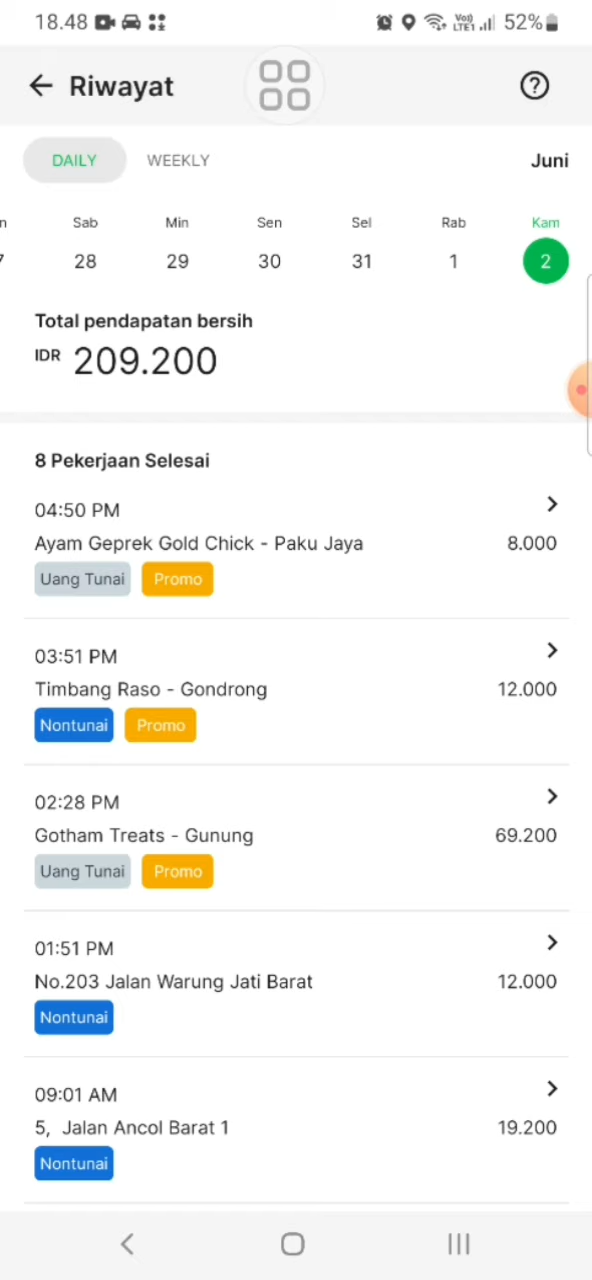 18.48 Vo)) LTE1 52%
Riwayat
DAILY WEEKLY Juni
n Sab Min Sen Sel Rab Kam
28 29 30 31 1 2
Total pendapatan bersih
IDR 209.200
8 Pekerjaan Selesai
04:50 PM
Ayam Geprek Gold Chick - Paku Jaya 8.000
Uang Tunai Promo
03:51 PM
Timbang Raso - Gondrong 12.000
Nontunai Promo
02:28 PM
Gotham Treats - Gunung 69.200
Uang Tunai Promo
01:51 PM
No.203 Jalan Warung Jati Barat 12.000
Nontunai
09:01 AM
5, Jalan Ancol Barat 1 19.200
Nontunai